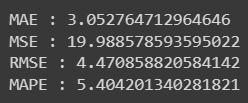 MAE : 3.052764712964646
MSE : 19.988578593595022
RMSE : 4.470858820584142
MAPE : 5.404201340281821